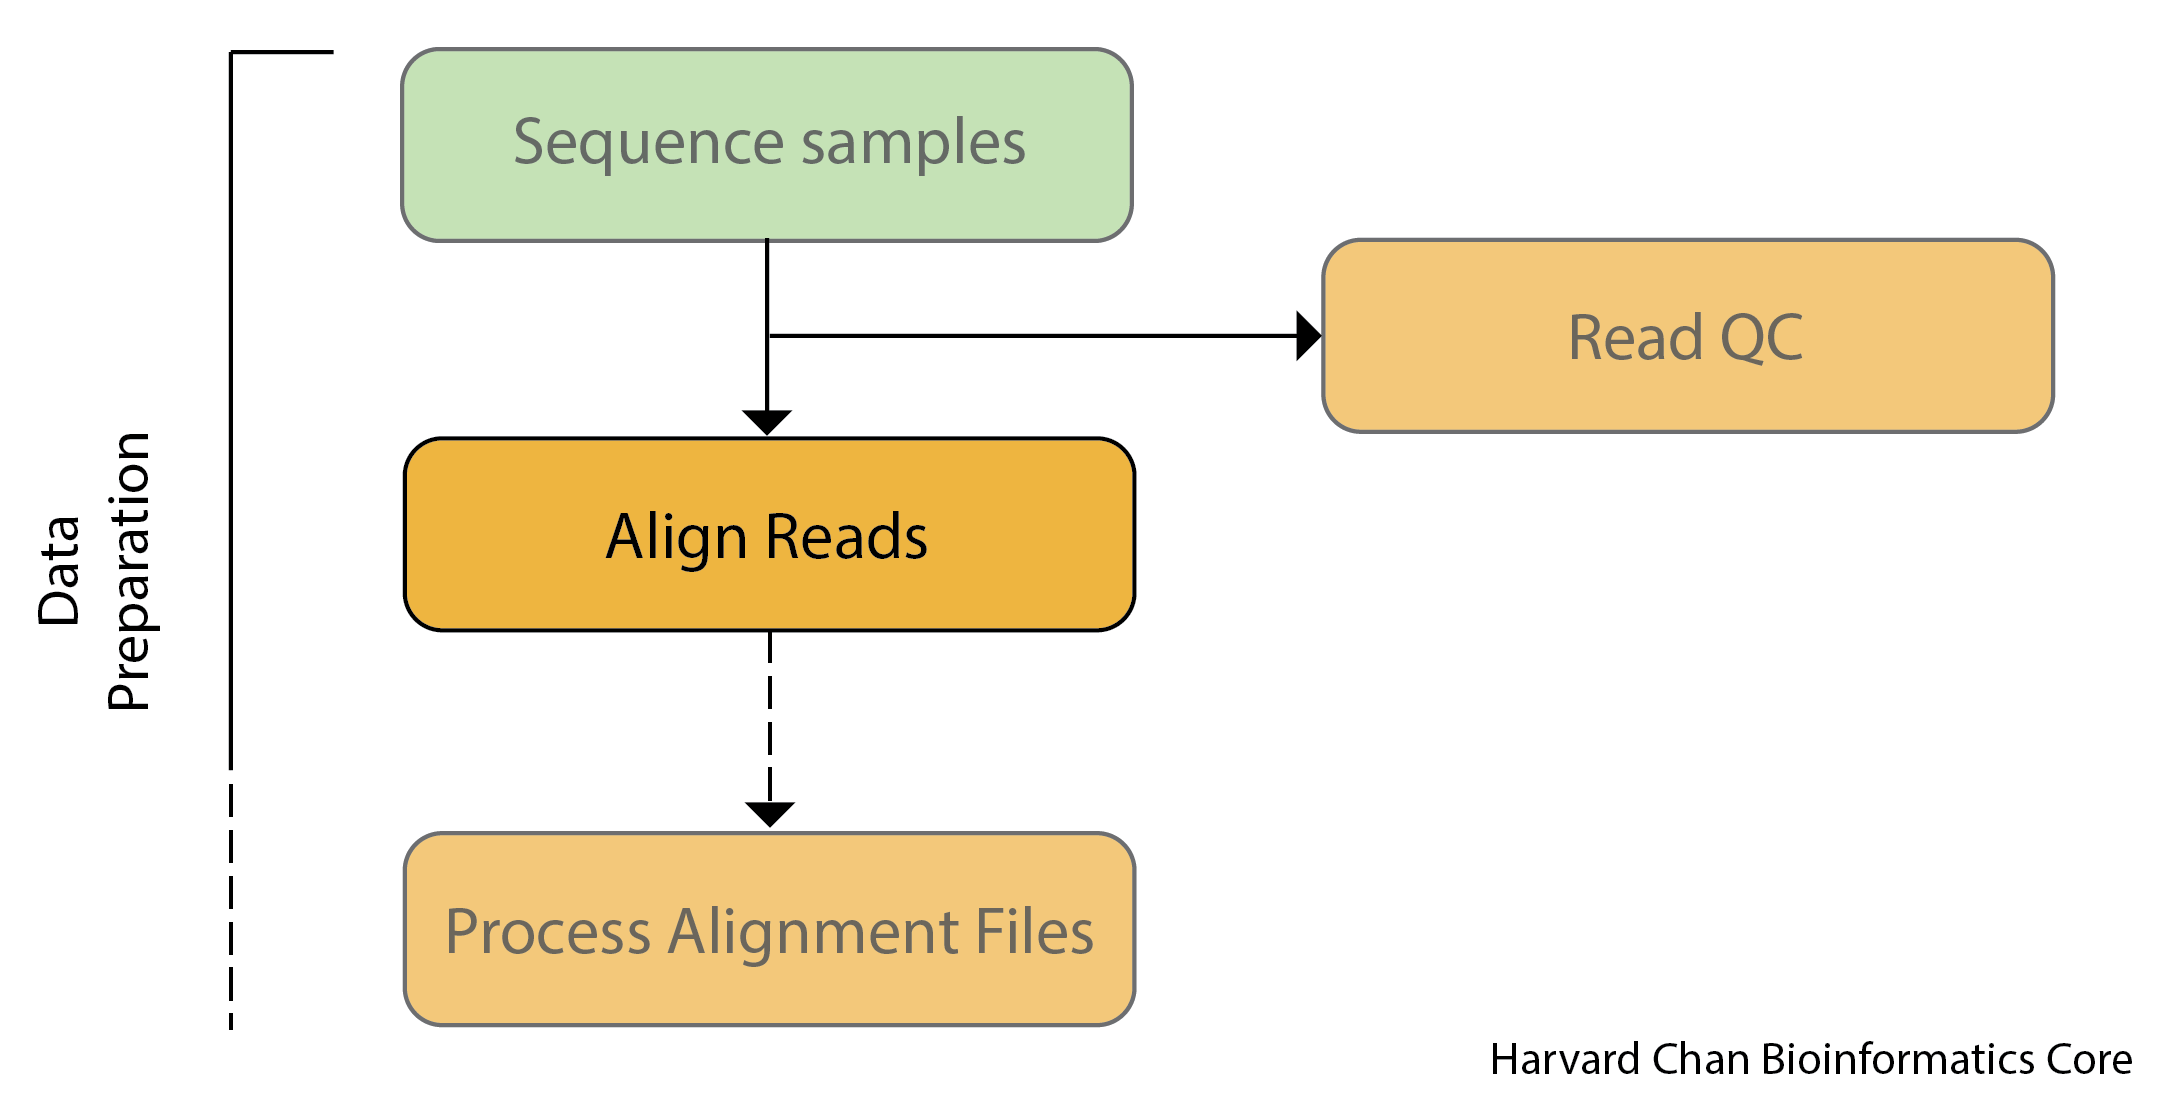 Sequence samples
Read QC
Align Reads
Data
Preparation
Process Alignment Files
Harvard Chan Bioinformatics Core